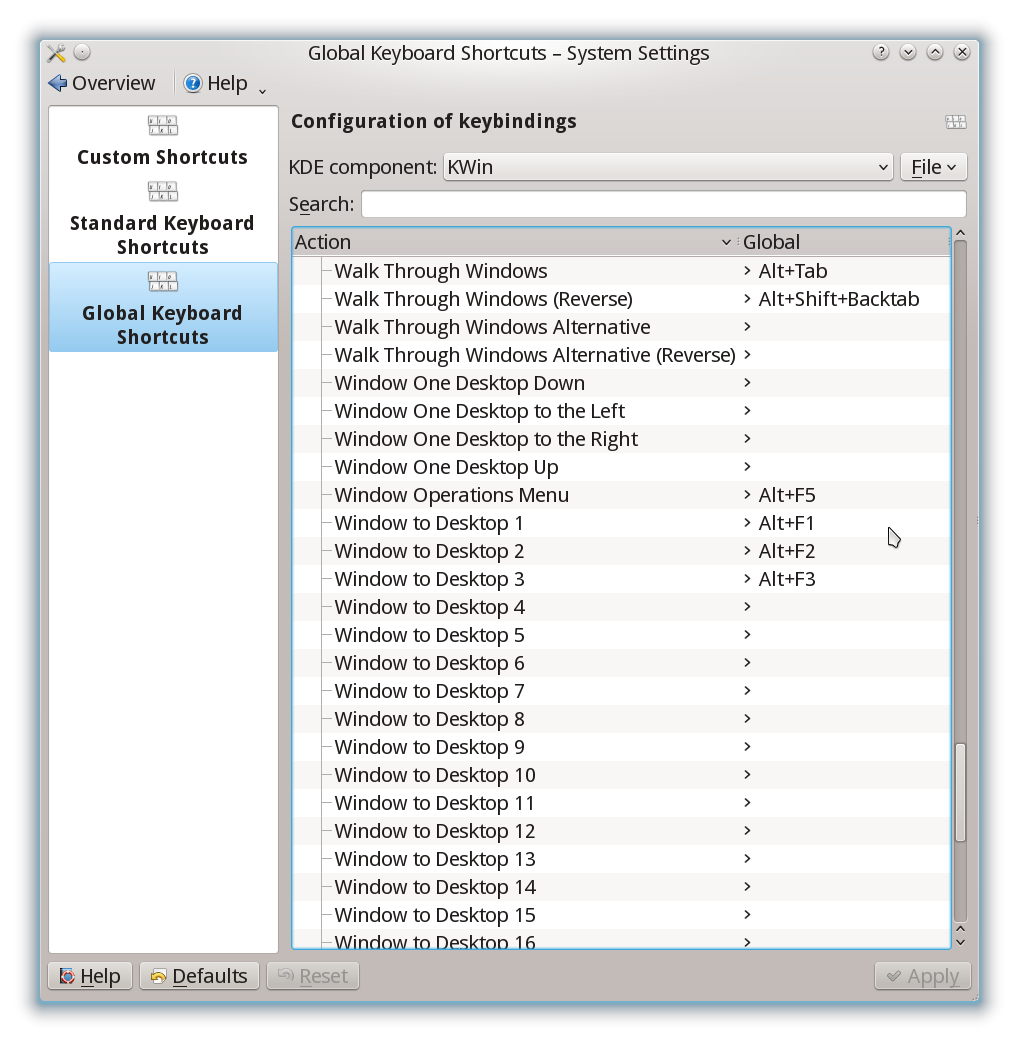 Global Keyboard Shortcuts – System Settings
Overview Help
Custom Shortcuts
Standard Keyboard
Shortcuts
Global Keyboard
Shortcuts
Configuration of keybindings
KDE component: KWin File
Search:
Action Global
Walk Through Windows Alt+Tab
Walk Through Windows (Reverse) Alt+Shift+Backtab
Walk Through Windows Alternative
Walk Through Windows Alternative (Reverse)
Window One Desktop Down
Window One Desktop to the Left
Window One Desktop to the Right
Window One Desktop Up
Window Operations Menu Alt+F5
Window to Desktop 1 Alt+F1
Window to Desktop 2 Alt+F2
Window to Desktop 3 Alt+F3
Window to Desktop 4
Window to Desktop 5
Window to Desktop 6
Window to Desktop 7
Window to Desktop 8
Window to Desktop 9
Window to Desktop 10
Window to Desktop 11
Window to Desktop 12
Window to Desktop 13
Window to Desktop 14
Window to Desktop 15
Window to Desktop 16
Help Defaults Reset Apply